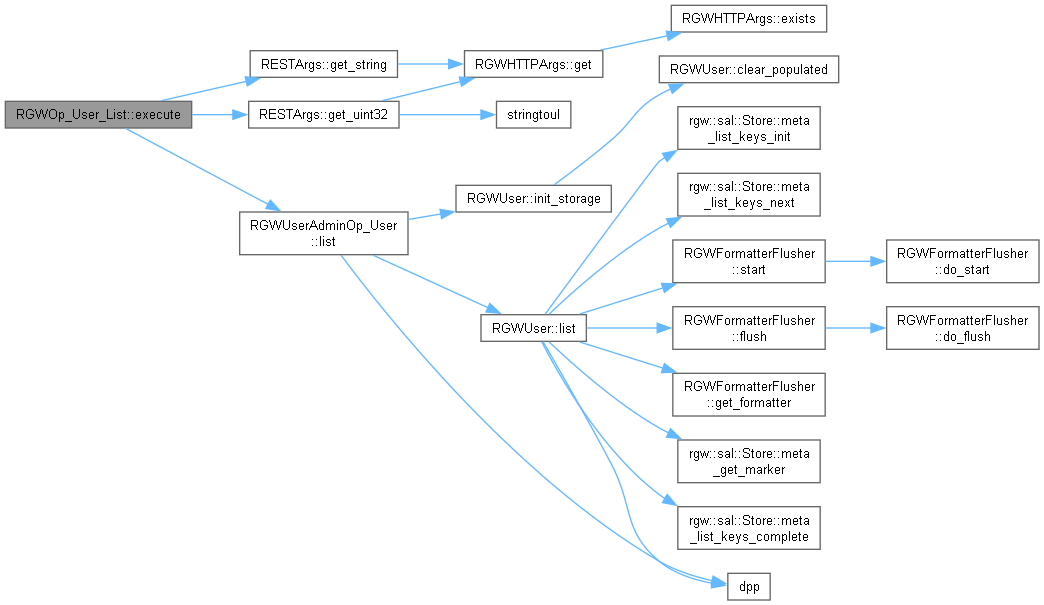 RGWHTTPArgs::exists
RESTArgs::get_string
RGWHTTPArgs::get
RGWUser::clear_populated
RGWOp_User_List::execute
RESTArgs::get_uint32
stringtoul
rgw::sal::Store::meta
_list_keys_init
RGWUser::init_storage
rgw::sal::Store::meta
_list_keys_next
RGWUserAdminOp_User
::list
RGWFormatterFlusher
::start
RGWFormatterFlusher
::do_start
RGWUser::list
RGWFormatterFlusher
::flush
RGWFormatterFlusher
::do_flush
RGWFormatterFlusher
::get_formatter
rgw::sal::Store::meta
_get_marker
rgw::sal::Store::meta
_list_keys_complete
dpp